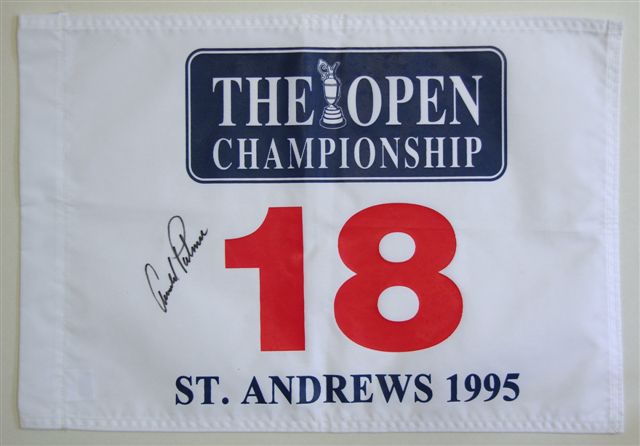 THE OPEN
CHAMPIONSHIP
18
Arnold Palmer
ST. ANDREWS 1995